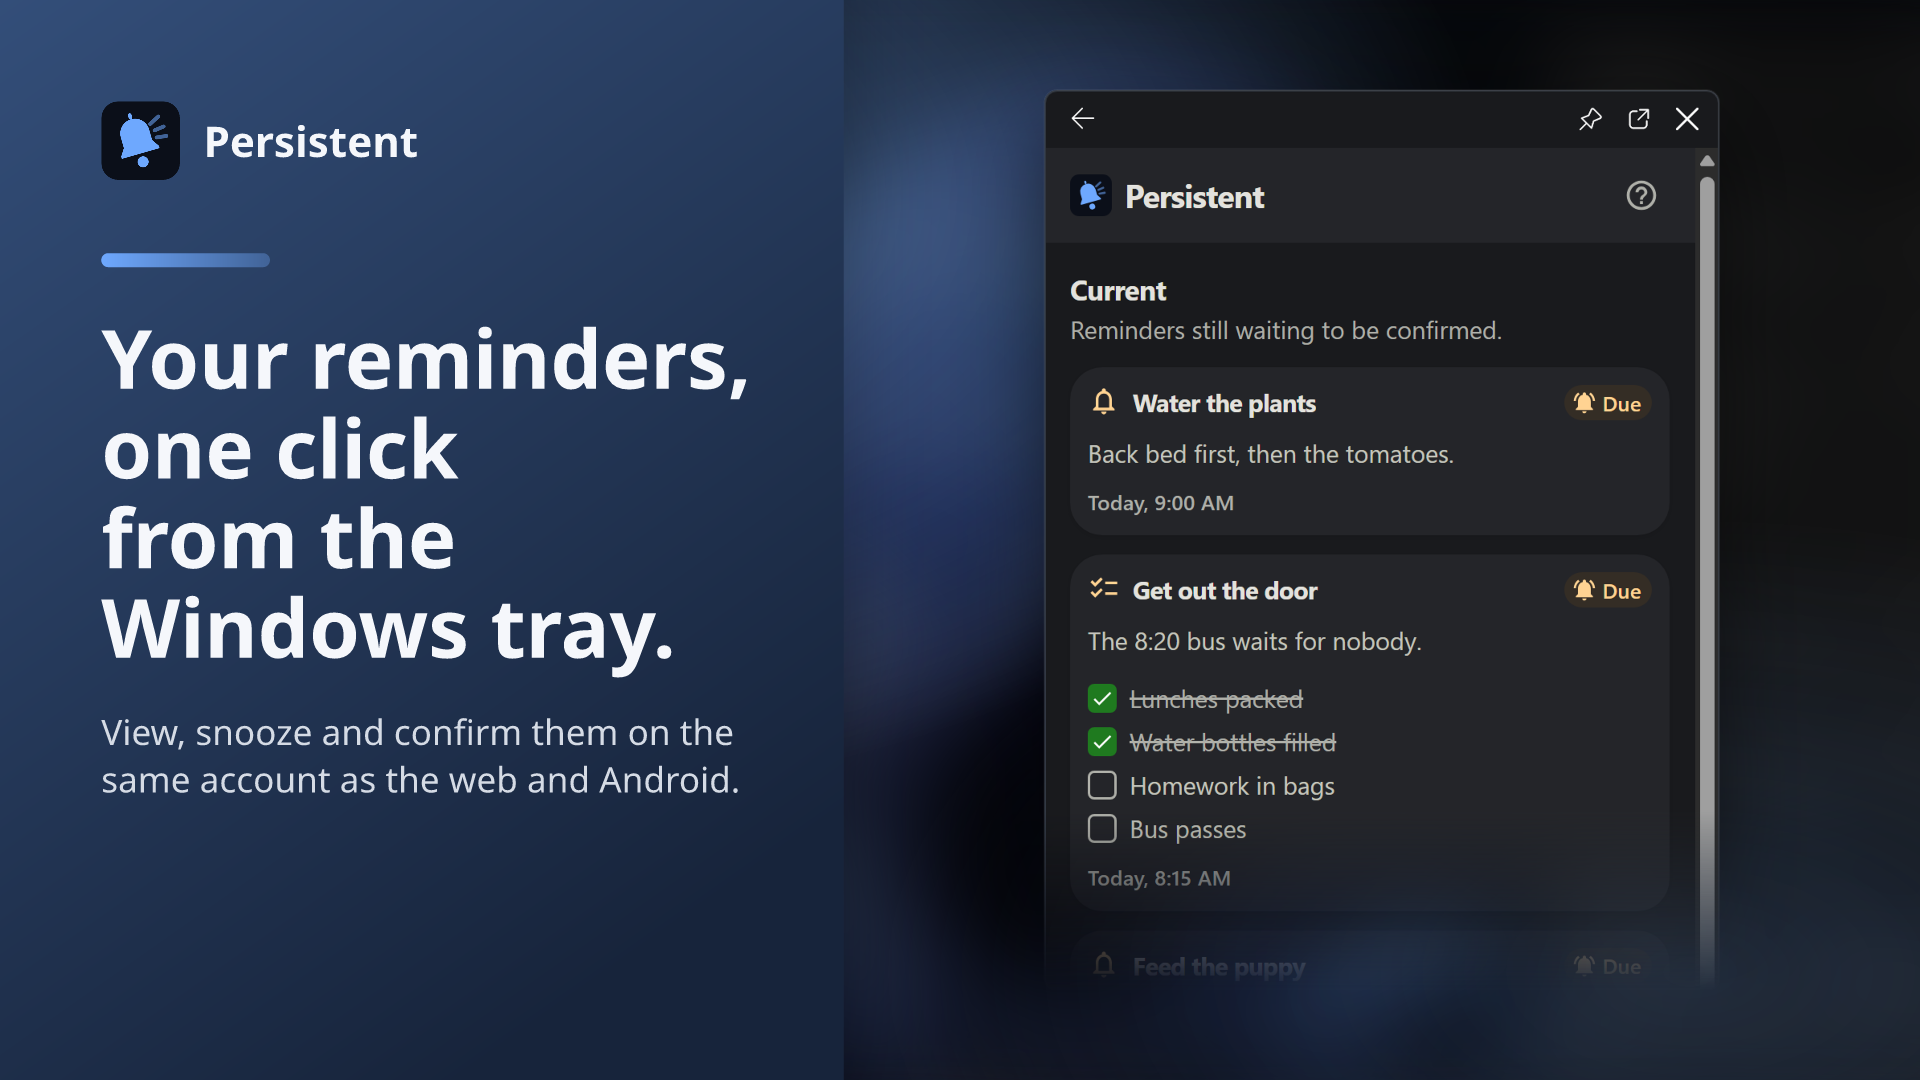 Persistent
Your reminders,
one click
from the
Windows tray.
View, snooze and confirm them on the
same account as the web and Android.
Persistent
Current
Reminders still waiting to be confirmed.
Water the plants
Due
Back bed first, then the tomatoes.
Today, 9:00 AM
Get out the door
Due
The 8:20 bus waits for nobody.
Lunches packed
Water bottles filled
Homework in bags
Bus passes
Today, 8:15 AM
Feed the puppy
Due